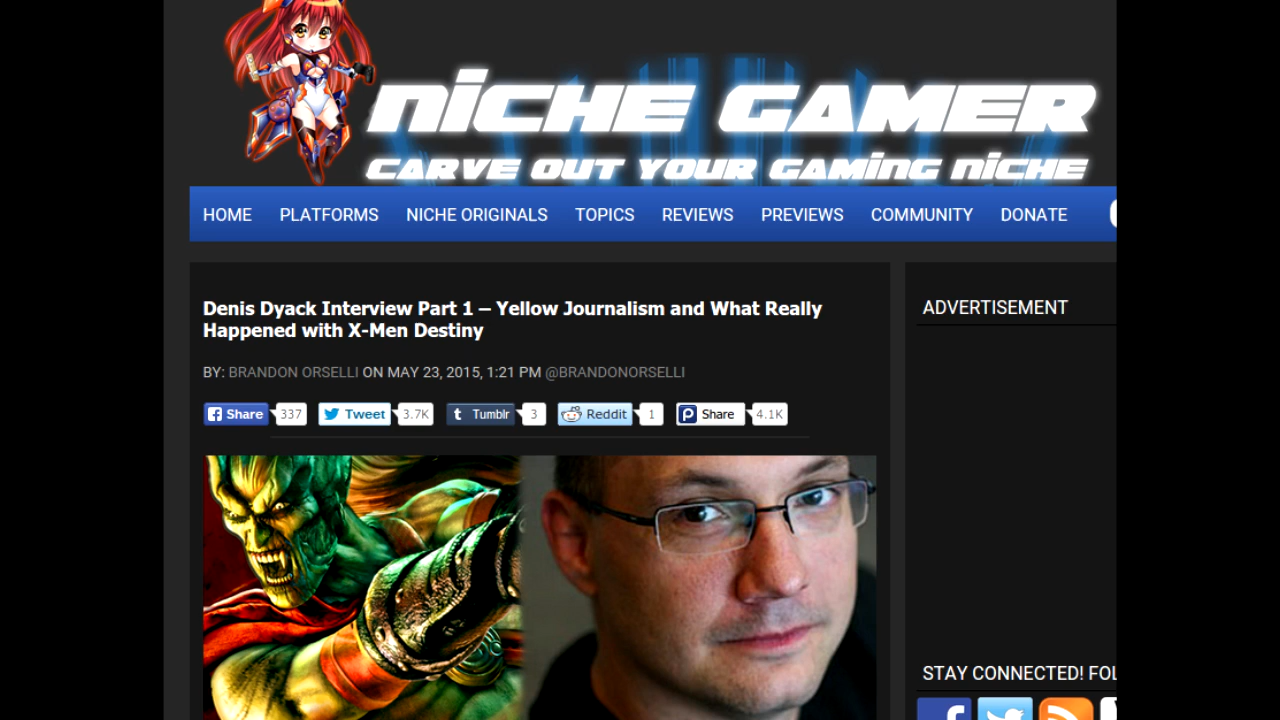 NICHE GAMER
CARVE OUT YOUR GAMING NICHE
HOME PLATFORMS NICHE ORIGINALS TOPICS REVIEWS PREVIEWS COMMUNITY DONATE
Denis Dyack Interview Part 1 – Yellow Journalism and What Really
Happened with X-Men Destiny
BY: BRANDON ORSELLI ON MAY 23, 2015, 1:21 PM @BRANDONORSELLI
Share 337 Tweet 3.7K Tumblr 3 Reddit 1 Share 4.1K
ADVERTISEMENT
STAY CONNECTED! FOL